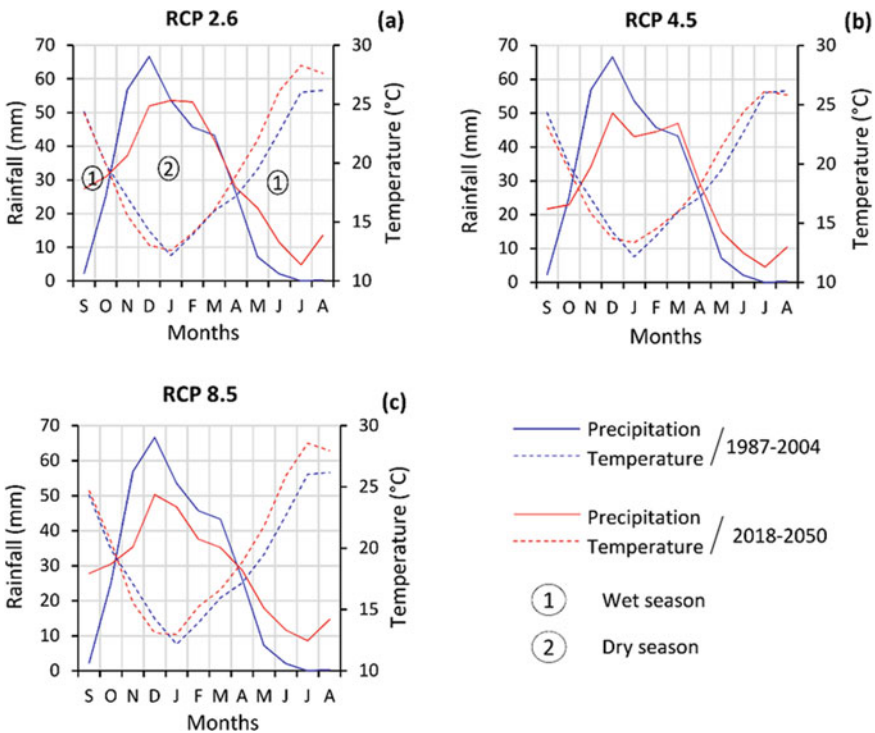 RCP 2.6
(a)
70
60
50
40
30
20
10
0
Rainfall (mm)
30
25
20
15
10
Temperature (°C)
1
2
1
S O N D J F M A M J J A
Months
RCP 4.5
(b)
70
60
50
40
30
20
10
0
Rainfall (mm)
30
25
20
15
10
Temperature (°C)
S O N D J F M A M J J A
Months
RCP 8.5
(c)
70
60
50
40
30
20
10
0
Rainfall (mm)
30
25
20
15
10
Temperature (°C)
S O N D J F M A M J J A
Months
Precipitation
Temperature / 1987-2004
Precipitation
Temperature / 2018-2050
1 Wet season
2 Dry season